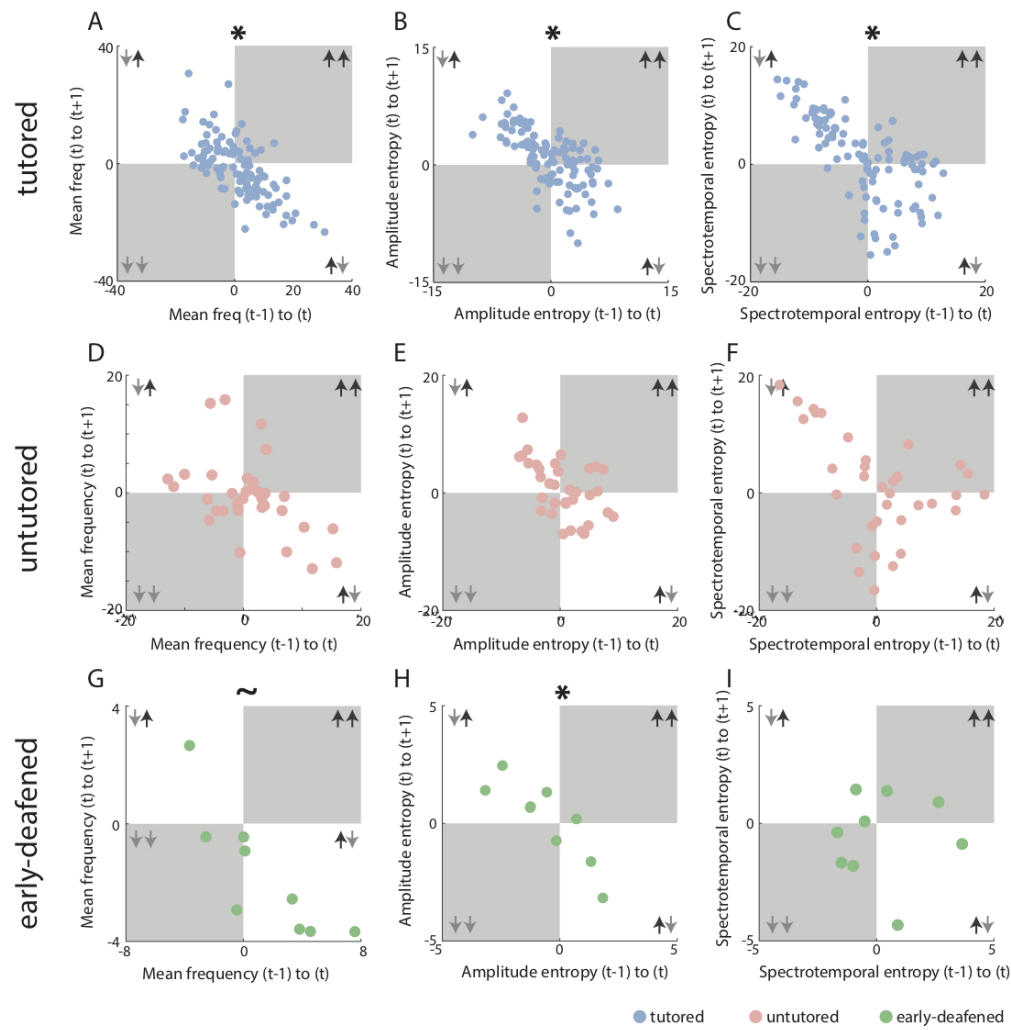 A
*
40
0
-40
-40
0
20
40
Mean freq (t) to (t+1)
Mean freq (t-1) to (t)
B
*
15
0
-15
-15
0
15
Amplitude entropy (t) to (t+1)
Amplitude entropy (t-1) to (t)
C
*
20
0
-20
-20
0
20
Spectrotemporal entropy (t) to (t+1)
Spectrotemporal entropy (t-1) to (t)
tutored
D
20
0
-20
-20
0
20
Mean frequency (t) to (t+1)
Mean frequency (t-1) to (t)
E
20
0
-20
-20
0
20
Amplitude entropy (t) to (t+1)
Amplitude entropy (t-1) to (t)
F
20
0
-20
-20
0
20
Spectrotemporal entropy (t) to (t+1)
Spectrotemporal entropy (t-1) to (t)
untutored
G
~
4
0
-4
-8
0
8
Mean frequency (t) to (t+1)
Mean frequency (t-1) to (t)
H
*
5
0
-5
-5
0
5
Amplitude entropy (t) to (t+1)
Amplitude entropy (t-1) to (t)
I
5
0
-5
-5
0
5
Spectrotemporal entropy (t) to (t+1)
Spectrotemporal entropy (t-1) to (t)
early-deafened
tutored
untutored
early-deafened